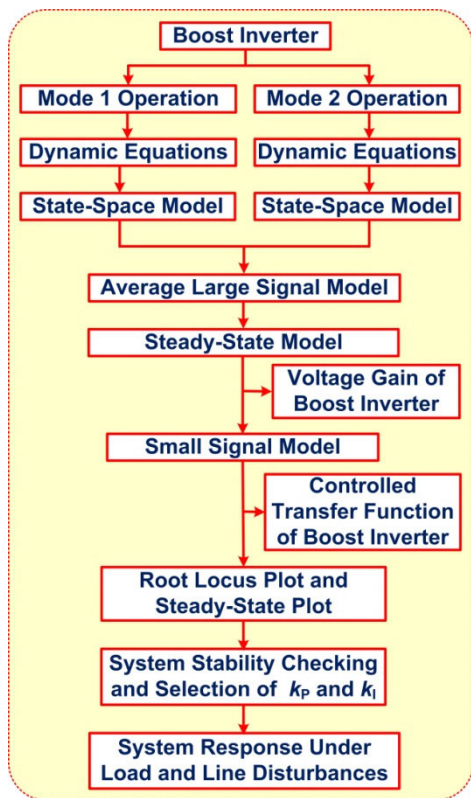 Boost Inverter
Mode 1 Operation
Mode 2 Operation
Dynamic Equations
Dynamic Equations
State-Space Model
State-Space Model
Average Large Signal Model
Steady-State Model
Voltage Gain of
Boost Inverter
Small Signal Model
Controlled
Transfer Function
of Boost Inverter
Root Locus Plot and
Steady-State Plot
System Stability Checking
and Selection of kP and kI
System Response Under
Load and Line Disturbances